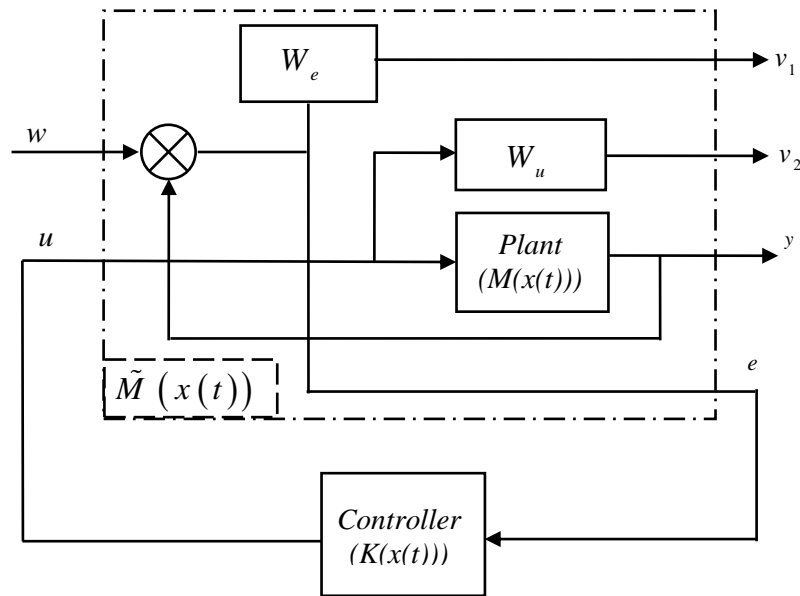 W_e
v_1
w
W_u
v_2
u
Plant
(M(x(t)))
y
e
M̃ (x(t))
Controller
(K(x(t)))